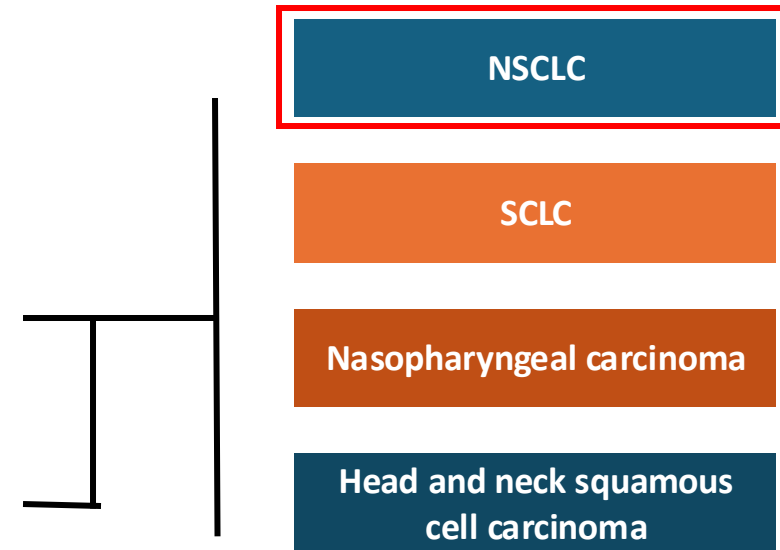 NSCLC
SCLC
Nasopharyngeal carcinoma
Head and neck squamous
cell carcinoma